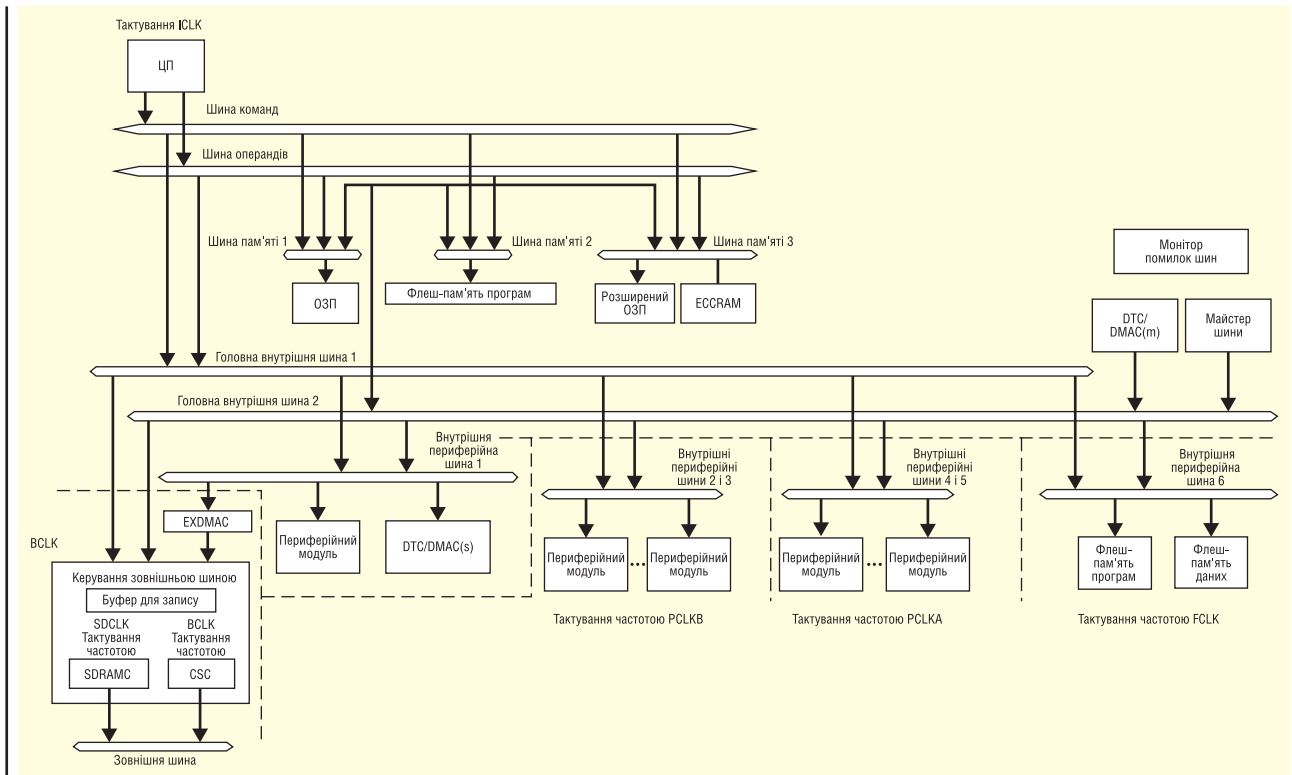 Тактування ICLK
ЦП
Шина команд
Шина операндів
Шина пам'яті 1
Шина пам'яті 2
Шина пам'яті 3
Монітор
помилок шин
ОЗП
Флеш-пам'ять програм
Розширений
ОЗП
ECCRAM
DTC/
DMAC(m)
Майстер
шини
Головна внутрішня шина 1
Головна внутрішня шина 2
Внутрішня
периферійна
шина 1
Внутрішні
периферійні
шини 2 і 3
Внутрішні
периферійні
шини 4 і 5
Внутрішня
периферійна
шина 6
BCLK
EXDMAC
Периферійний
модуль
DTC/DMAC(s)
Периферійний
модуль
...
Периферійний
модуль
Периферійний
модуль
...
Периферійний
модуль
Флеш-
пам'ять
програм
Флеш-
пам'ять
даних
Керування зовнішньою шиною
Буфер для запису
SDCLK
Тактування
частотою
BCLK
Тактування
частотою
SDRAMC
CSC
Тактування частотою PCLKB
Тактування частотою PCLKA
Тактування частотою FCLK
Зовнішня шина